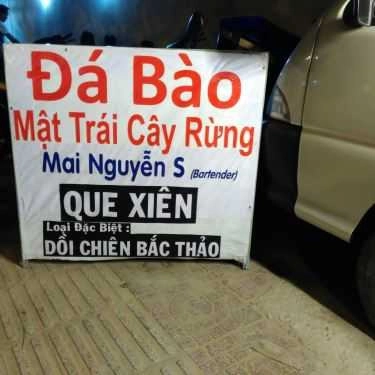 Đá Bào
Mật Trái Cây Rừng
Mai Nguyễn S (Bartender)
QUE XIÊN
Loại Đặc Biệt :
DỒI CHIÊN BẮC THẢO